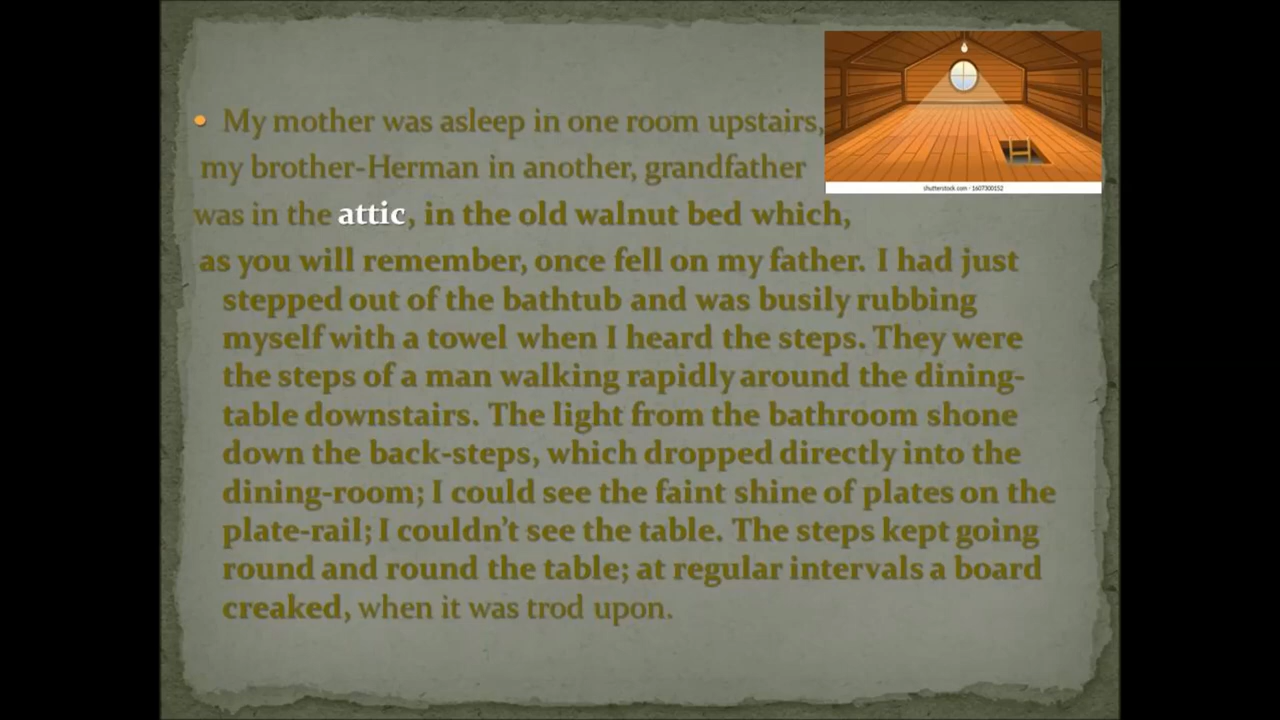 • My mother was asleep in one room upstairs,
my brother-Herman in another, grandfather
was in the attic, in the old walnut bed which,
as you will remember, once fell on my father. I had just
stepped out of the bathtub and was busily rubbing
myself with a towel when I heard the steps. They were
the steps of a man walking rapidly around the dining-
table downstairs. The light from the bathroom shone
down the back-steps, which dropped directly into the
dining-room; I could see the faint shine of plates on the
plate-rail; I couldn't see the table. The steps kept going
round and round the table; at regular intervals a board
creaked, when it was trod upon.
shutterstock.com · 1607300152